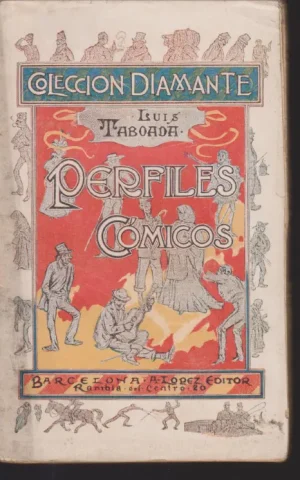 COLECCION DIAMANTE
LUIS
TABOADA.
PERFILES
CÓMICOS
BARCELONA-A.LOPEZ EDITOR
Rambla del Centro 20